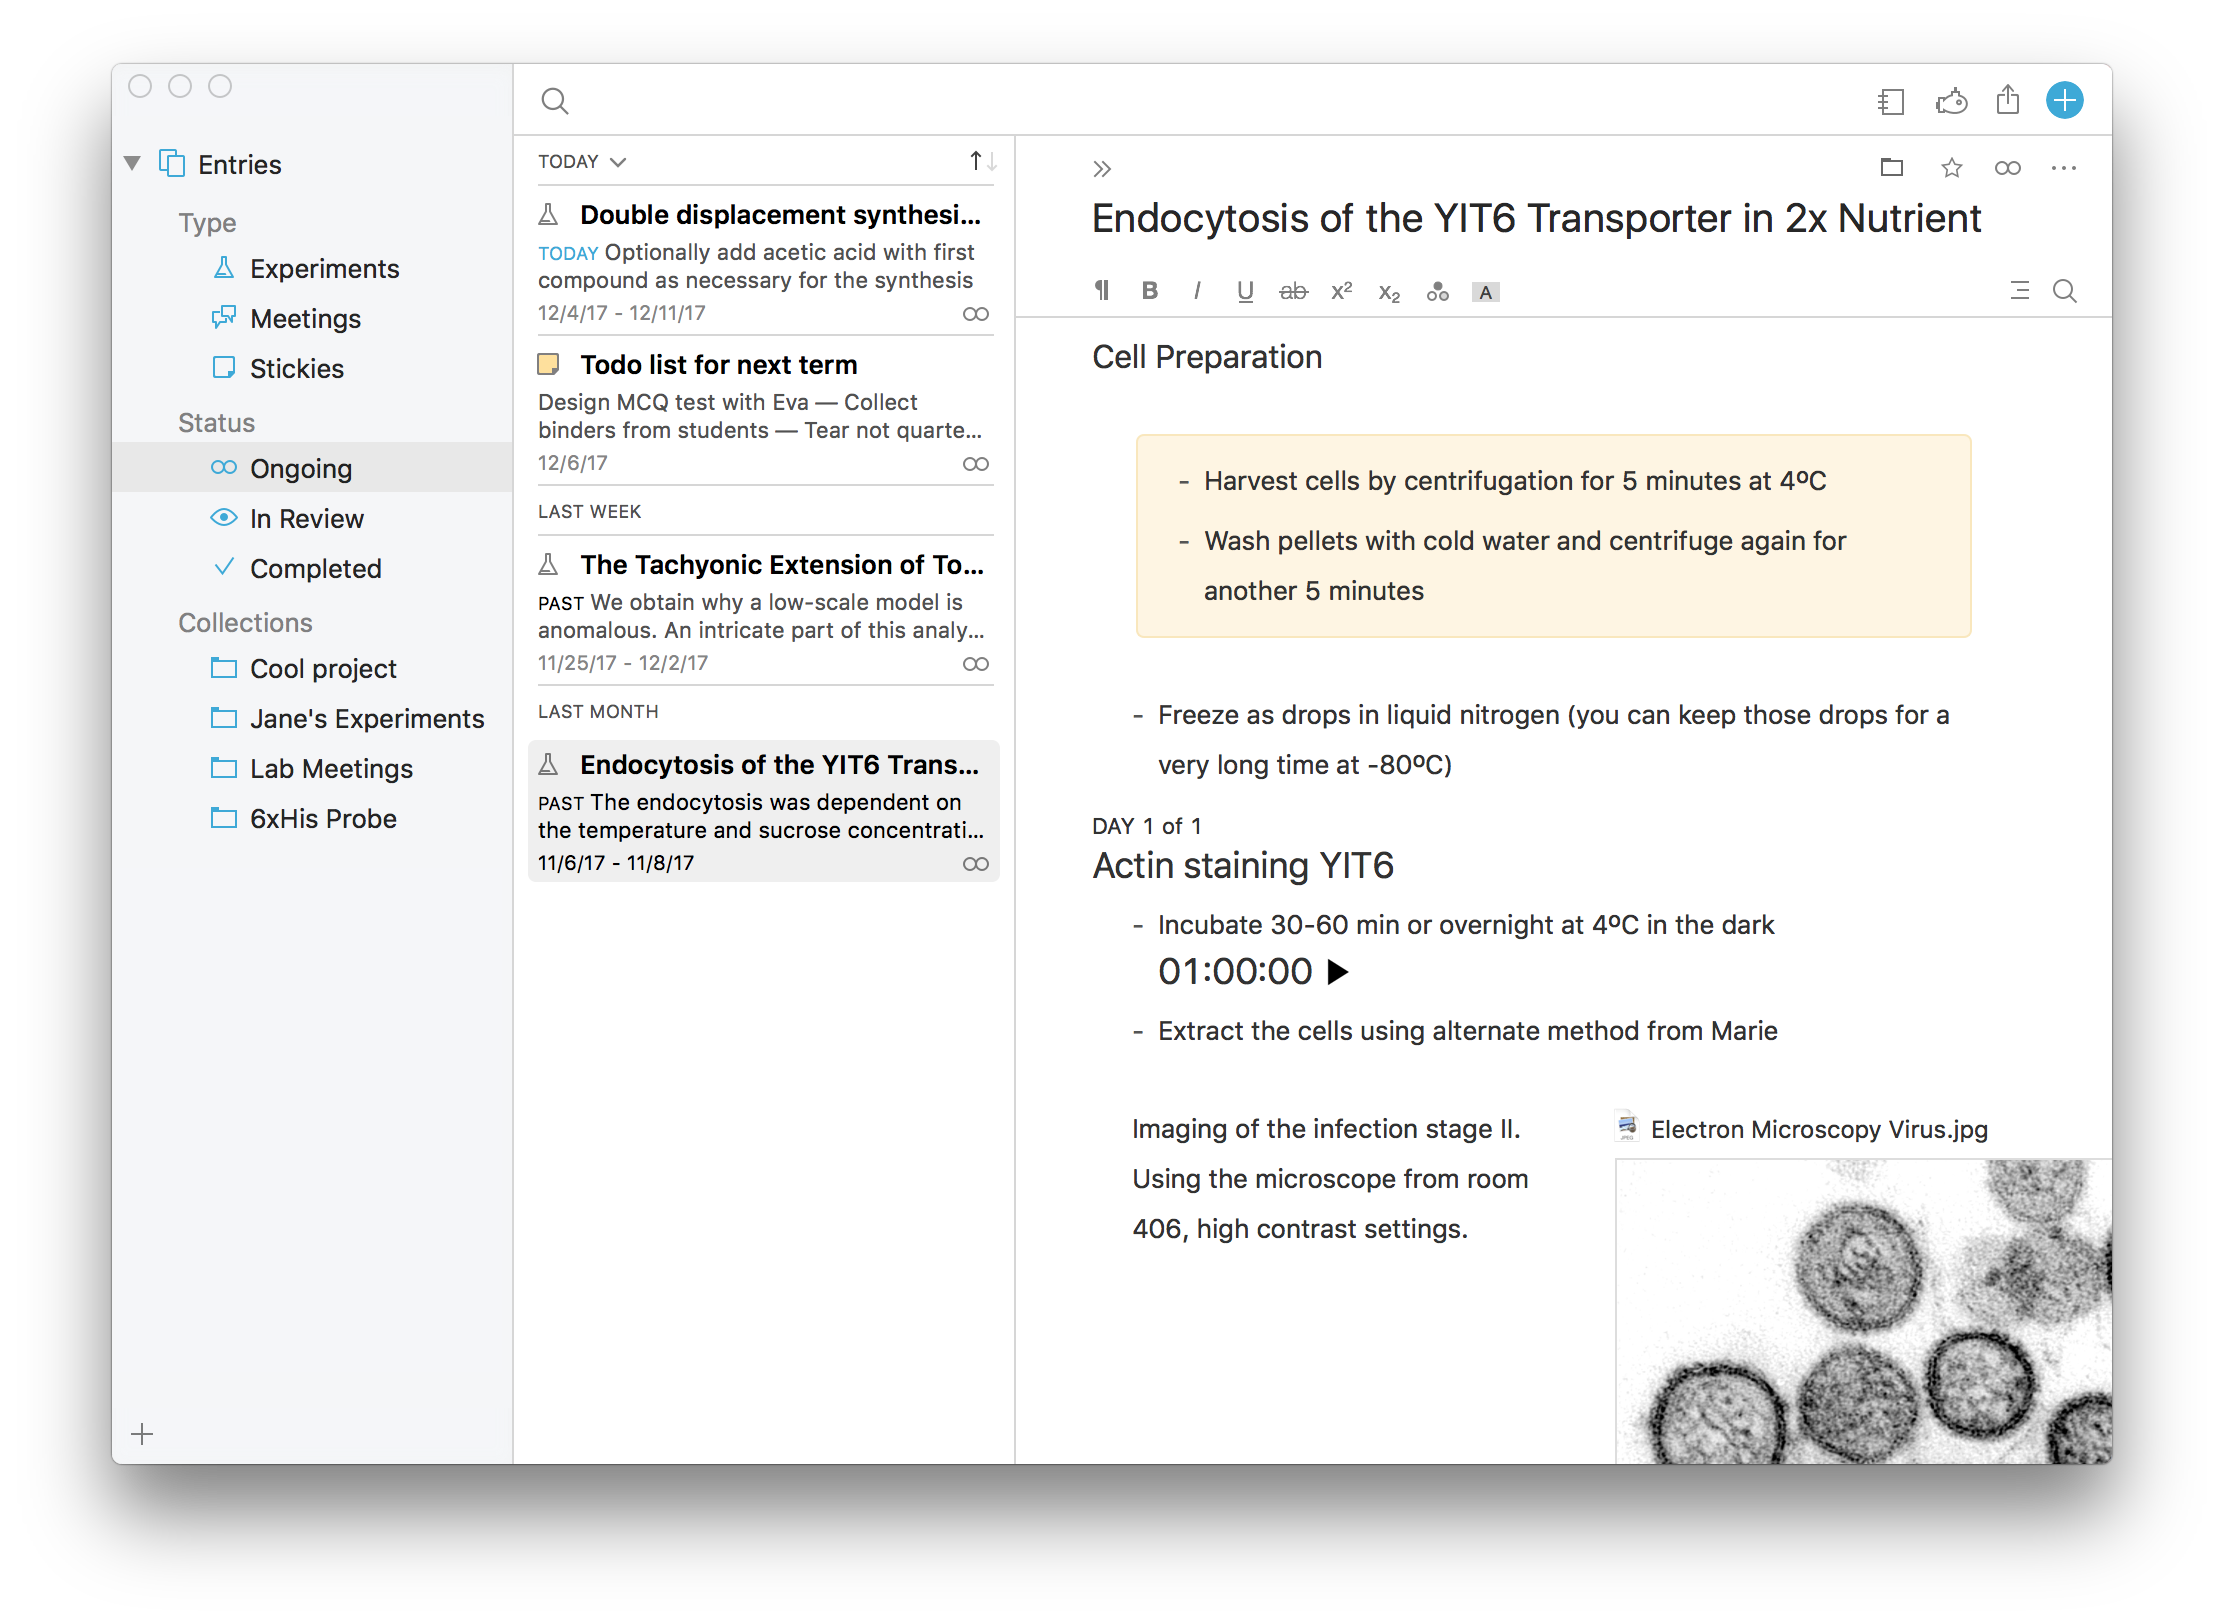 Entries
Type
Experiments
Meetings
Stickies
Status
Ongoing
In Review
Completed
Collections
Cool project
Jane's Experiments
Lab Meetings
6xHis Probe
TODAY
Double displacement synthesi...
TODAY Optionally add acetic acid with first
compound as necessary for the synthesis
12/4/17 - 12/11/17
Todo list for next term
Design MCQ test with Eva — Collect
binders from students — Tear not quarte...
12/6/17
LAST WEEK
The Tachyonic Extension of To...
PAST We obtain why a low-scale model is
anomalous. An intricate part of this analy...
11/25/17 - 12/2/17
LAST MONTH
Endocytosis of the YIT6 Trans...
PAST The endocytosis was dependent on
the temperature and sucrose concentrati...
11/6/17 - 11/8/17
Endocytosis of the YIT6 Transporter in 2x Nutrient
¶ B I U ab x² x₂ A
Cell Preparation
- Harvest cells by centrifugation for 5 minutes at 4ºC
- Wash pellets with cold water and centrifuge again for
another 5 minutes
- Freeze as drops in liquid nitrogen (you can keep those drops for a
very long time at -80ºC)
DAY 1 of 1
Actin staining YIT6
- Incubate 30-60 min or overnight at 4ºC in the dark
01:00:00
- Extract the cells using alternate method from Marie
Imaging of the infection stage II.
Using the microscope from room
406, high contrast settings.
JPEG
Electron Microscopy Virus.jpg